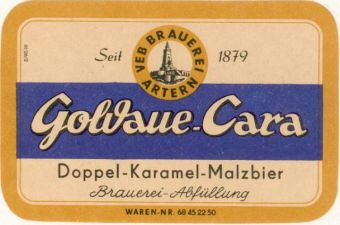 VEB BRAUEREI
ARTERN
Seit 1879
Goldaue-Cara
Doppel-Karamel-Malzbier
Brauerei-Abfüllung
WAREN-NR. 68 45 22 50